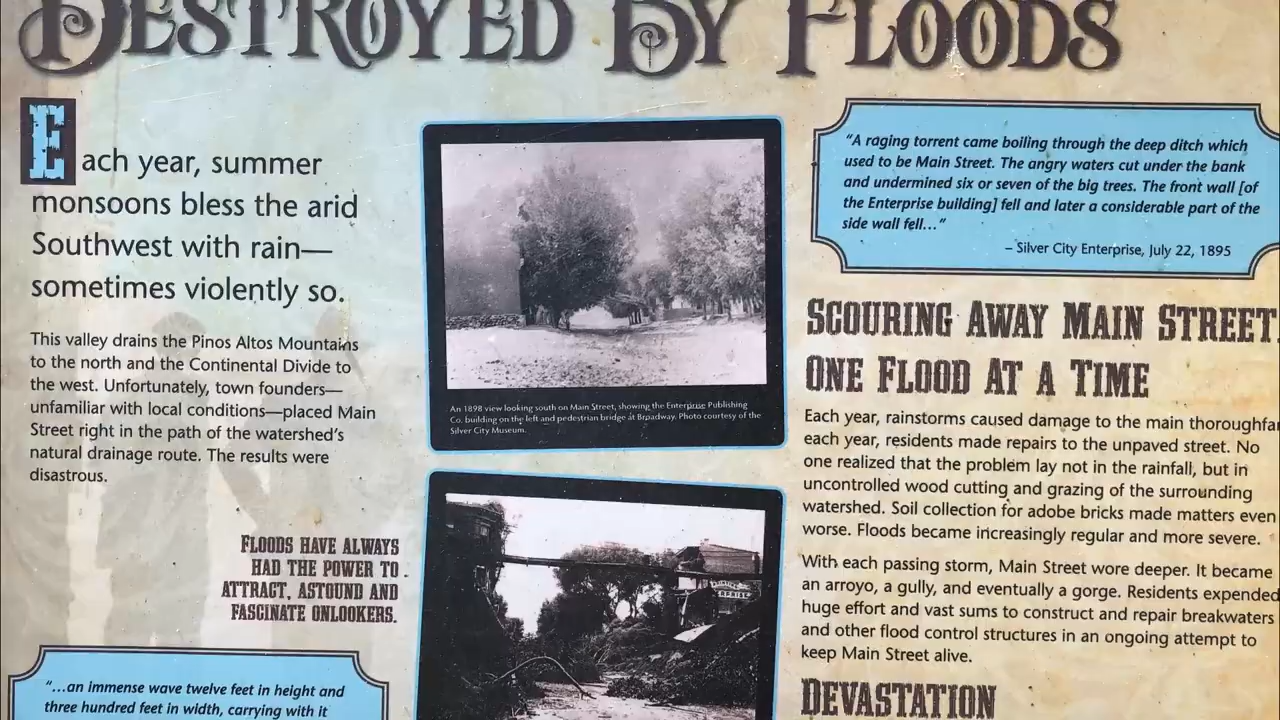 DESTROYED BY FLOODS
Each year, summer
monsoons bless the arid
Southwest with rain—
sometimes violently so.
This valley drains the Pinos Altos Mountains
to the north and the Continental Divide to
the west. Unfortunately, town founders—
unfamiliar with local conditions—placed Main
Street right in the path of the watershed's
natural drainage route. The results were
disastrous.
FLOODS HAVE ALWAYS
HAD THE POWER TO
ATTRACT, ASTOUND AND
FASCINATE ONLOOKERS.
"...an immense wave twelve feet in height and
three hundred feet in width, carrying with it
An 1898 view looking south on Main Street, showing the Enterprise Publishing
Co. building on the left and pedestrian bridge at Broadway. Photo courtesy of the
Silver City Museum.
"A raging torrent came boiling through the deep ditch which
used to be Main Street. The angry waters cut under the bank
and undermined six or seven of the big trees. The front wall [of
the Enterprise building] fell and later a considerable part of the
side wall fell..."
– Silver City Enterprise, July 22, 1895
SCOURING AWAY MAIN STREET
ONE FLOOD AT A TIME
Each year, rainstorms caused damage to the main thoroughfar
each year, residents made repairs to the unpaved street. No
one realized that the problem lay not in the rainfall, but in
uncontrolled wood cutting and grazing of the surrounding
watershed. Soil collection for adobe bricks made matters even
worse. Floods became increasingly regular and more severe.
With each passing storm, Main Street wore deeper. It became
an arroyo, a gully, and eventually a gorge. Residents expended
huge effort and vast sums to construct and repair breakwaters
and other flood control structures in an ongoing attempt to
keep Main Street alive.
DEVASTATION